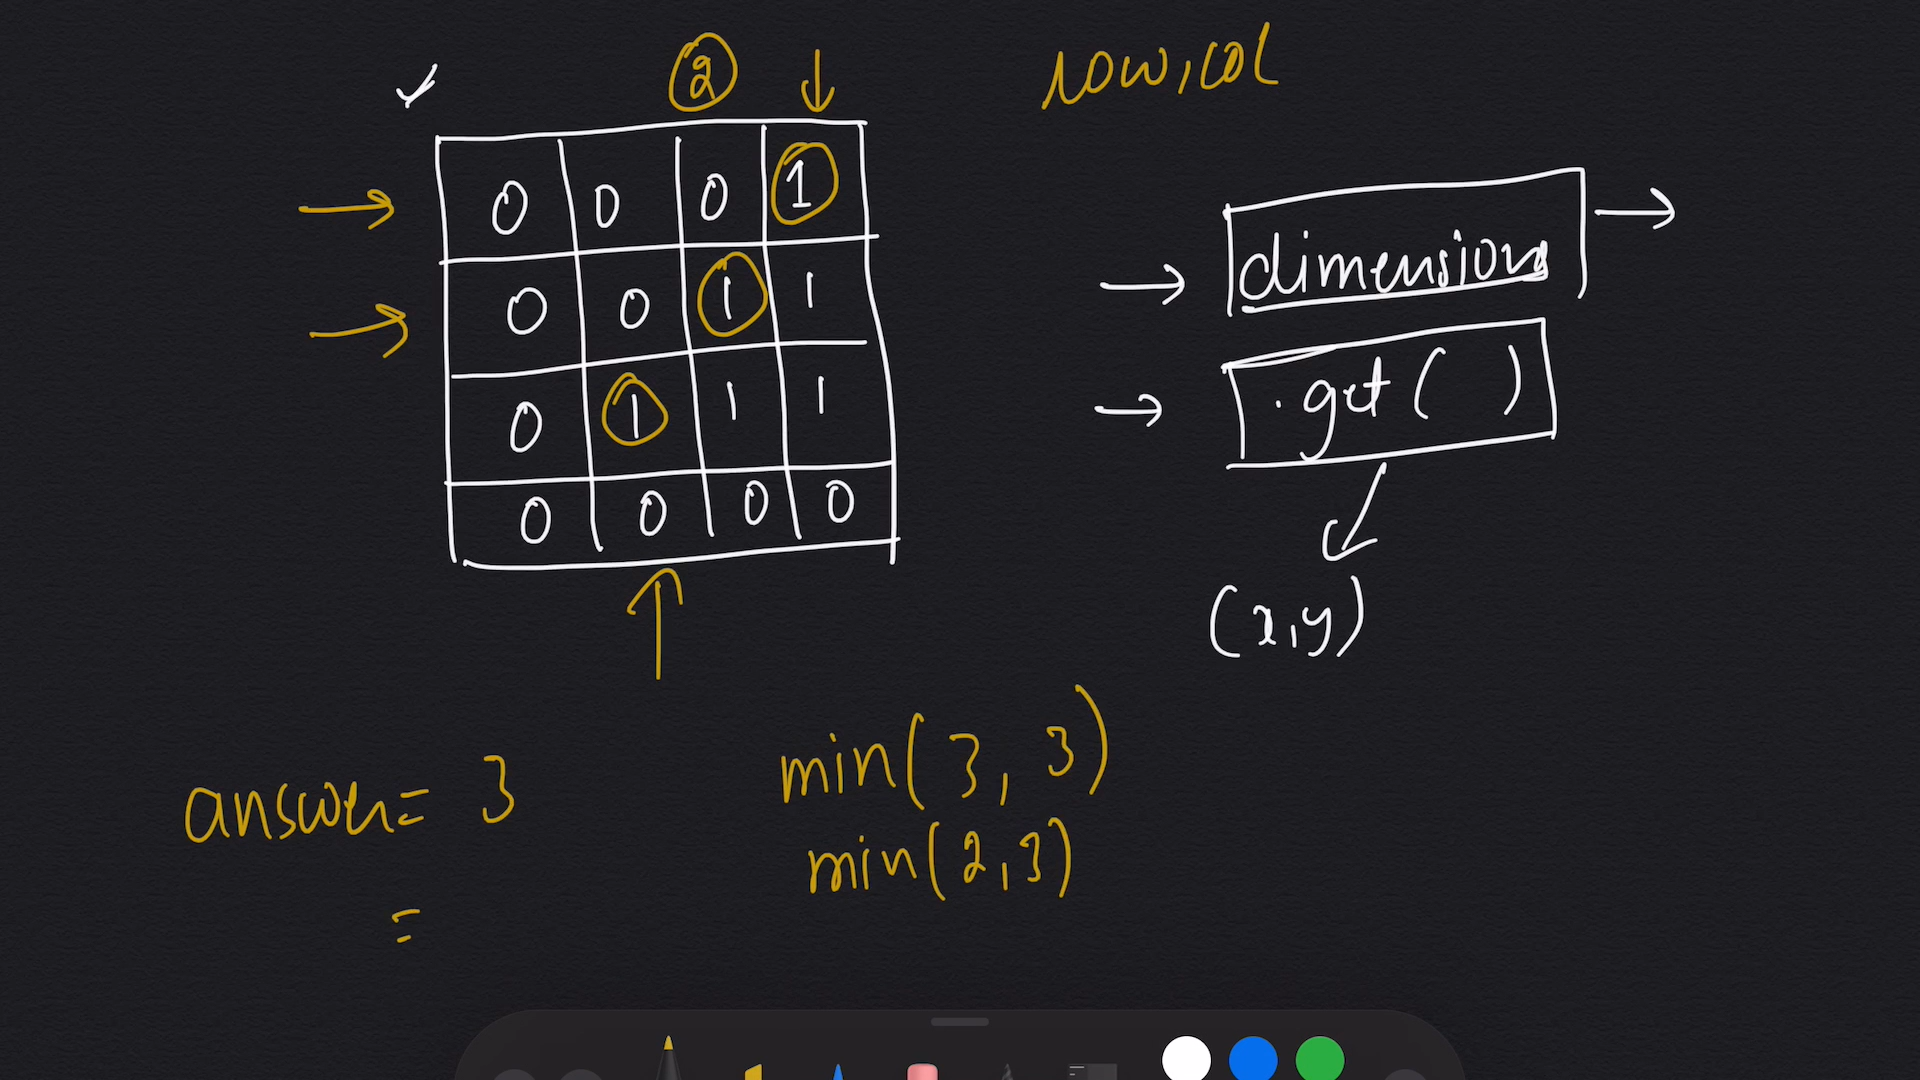 2
row, col
0 0 0 1
0 0 1 1
0 1 1 1
0 0 0 0
dimensions
.get( )
(x,y)
answer= 3
=
min( 3, 3)
min(2,3)